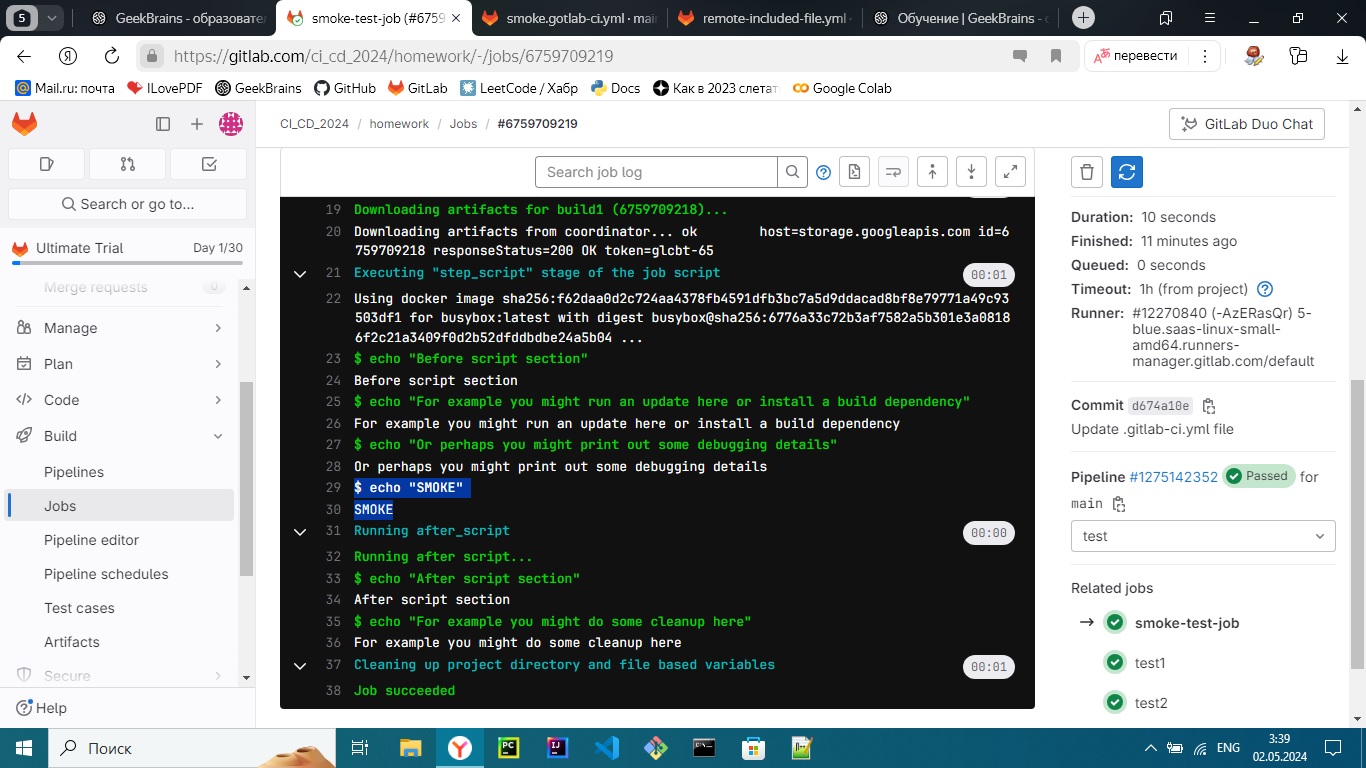 5
GeekBrains - образовате
smoke-test-job (#6759
smoke.gotlab-ci.yml · mai
remote-included-file.yml ·
Обучение | GeekBrains - о
https://gitlab.com/ci_cd_2024/homework/-/jobs/6759709219
перевести
Mail.ru: почта
ILovePDF
GeekBrains
GitHub
GitLab
LeetCode / Хабр
Docs
Как в 2023 слетат
Google Colab
CI_CD_2024 / homework / Jobs / #6759709219
GitLab Duo Chat
Search or go to...
Ultimate Trial Day 1/30
Merge requests 0
Manage
Plan
Code
Build
Pipelines
Jobs
Pipeline editor
Pipeline schedules
Test cases
Artifacts
Secure
Help
Search job log
19 Downloading artifacts for build1 (6759709218)...
20 Downloading artifacts from coordinator... ok host=storage.googleapis.com id=6
759709218 responseStatus=200 OK token=glcbt-65
21 Executing "step_script" stage of the job script 00:01
22 Using docker image sha256:f62daa0d2c724aa4378fb4591dfb3bc7a5d9ddacad8bf8e79771a49c93
503df1 for busybox:latest with digest busybox@sha256:6776a33c72b3af7582a5b301e3a0818
6f2c21a3409f0d2b52dfddbdbe24a5b04 ...
23 $ echo "Before script section"
24 Before script section
25 $ echo "For example you might run an update here or install a build dependency"
26 For example you might run an update here or install a build dependency
27 $ echo "Or perhaps you might print out some debugging details"
28 Or perhaps you might print out some debugging details
29 $ echo "SMOKE"
30 SMOKE
31 Running after_script 00:00
32 Running after script...
33 $ echo "After script section"
34 After script section
35 $ echo "For example you might do some cleanup here"
36 For example you might do some cleanup here
37 Cleaning up project directory and file based variables 00:01
38 Job succeeded
Duration: 10 seconds
Finished: 11 minutes ago
Queued: 0 seconds
Timeout: 1h (from project)
Runner: #12270840 (-AzERasQr) 5-
blue.saas-linux-small-
amd64.runners-
manager.gitlab.com/default
Commit d674a10e
Update .gitlab-ci.yml file
Pipeline #1275142352 Passed for
main
test
Related jobs
smoke-test-job
test1
test2
Поиск
PC
IJ
ENG
3:39
02.05.2024